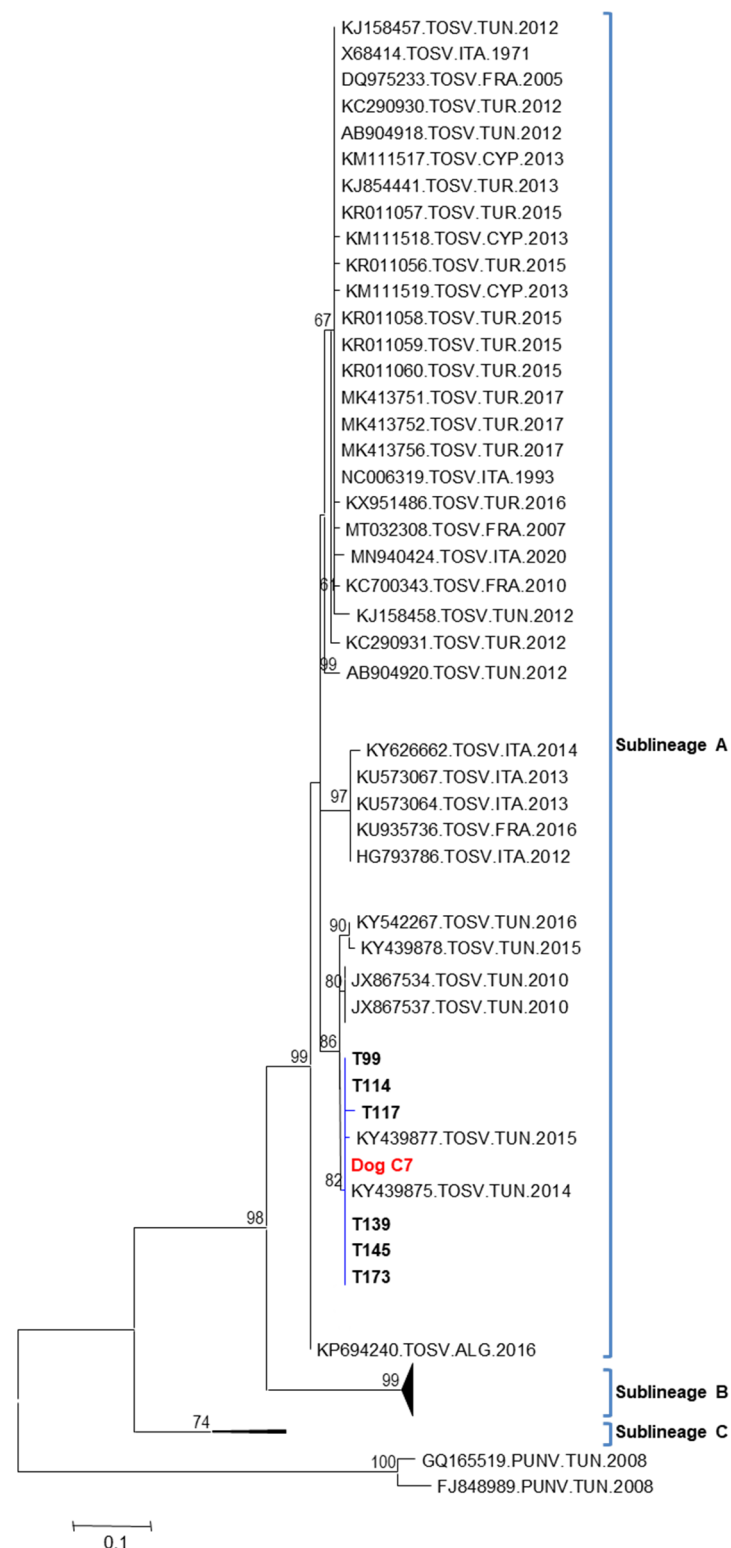 KJ158457.TOSV.TUN.2012
X68414.TOSV.ITA.1971
DQ975233.TOSV.FRA.2005
KC290930.TOSV.TUR.2012
AB904918.TOSV.TUN.2012
KM111517.TOSV.CYP.2013
KJ854441.TOSV.TUR.2013
KR011057.TOSV.TUR.2015
KM111518.TOSV.CYP.2013
KR011056.TOSV.TUR.2015
KM111519.TOSV.CYP.2013
67
KR011058.TOSV.TUR.2015
KR011059.TOSV.TUR.2015
KR011060.TOSV.TUR.2015
MK413751.TOSV.TUR.2017
MK413752.TOSV.TUR.2017
MK413756.TOSV.TUR.2017
NC006319.TOSV.ITA.1993
KX951486.TOSV.TUR.2016
MT032308.TOSV.FRA.2007
MN940424.TOSV.ITA.2020
61
KC700343.TOSV.FRA.2010
KJ158458.TOSV.TUN.2012
KC290931.TOSV.TUR.2012
99
AB904920.TOSV.TUN.2012
Sublineage A
KY626662.TOSV.ITA.2014
KU573067.TOSV.ITA.2013
97
KU573064.TOSV.ITA.2013
KU935736.TOSV.FRA.2016
HG793786.TOSV.ITA.2012
90
KY542267.TOSV.TUN.2016
KY439878.TOSV.TUN.2015
80
JX867534.TOSV.TUN.2010
JX867537.TOSV.TUN.2010
86
99
T99
T114
T117
KY439877.TOSV.TUN.2015
Dog C7
82
KY439875.TOSV.TUN.2014
98
T139
T145
T173
KP694240.TOSV.ALG.2016
99
Sublineage B
74
Sublineage C
100
GQ165519.PUNV.TUN.2008
FJ848989.PUNV.TUN.2008
0.1